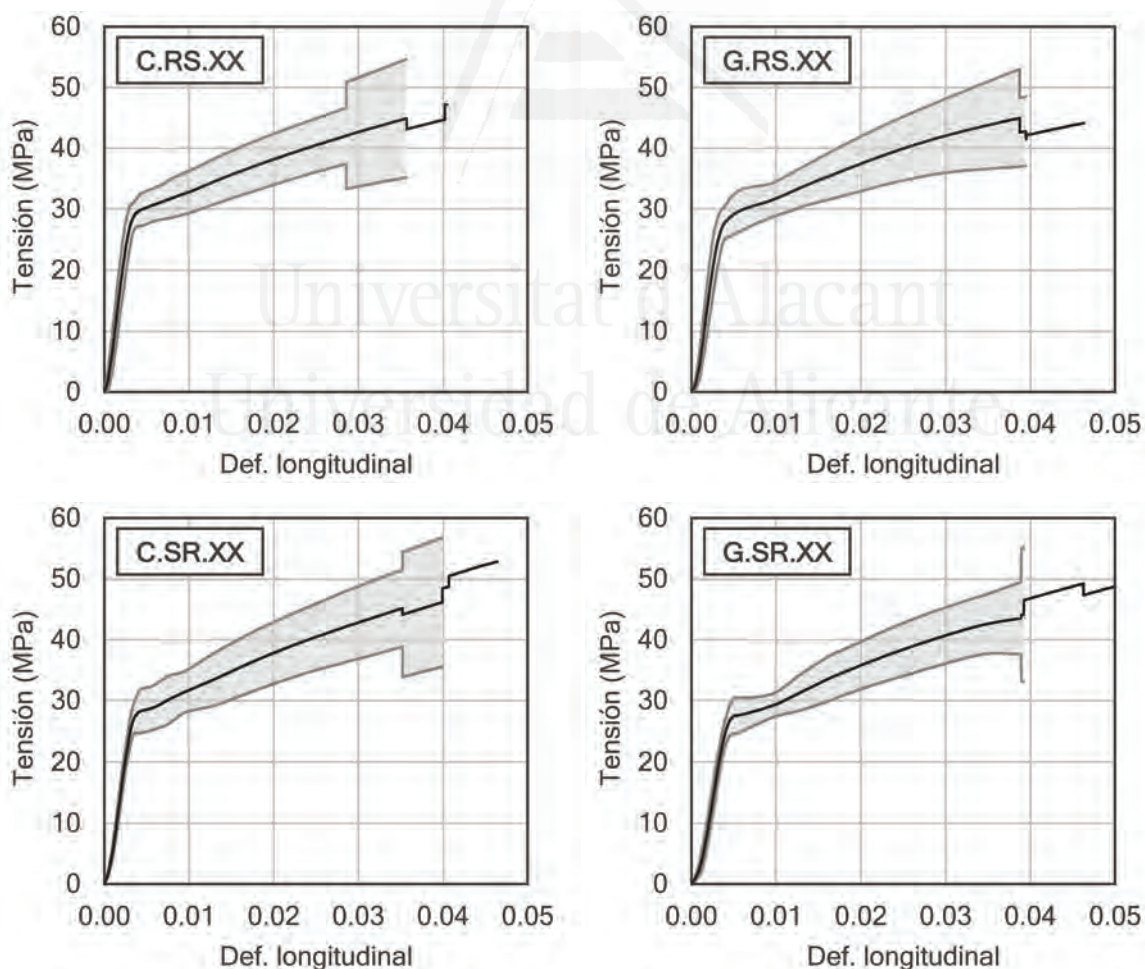 C.RS.XX
G.RS.XX
60 50 40 30 20 10 0
Tensión (MPa)
60 50 40 30 20 10 0
Tensión (MPa)
0.00 0.01 0.02 0.03 0.04 0.05
0.00 0.01 0.02 0.03 0.04 0.05
Def. longitudinal
Def. longitudinal
Universitat d'Alacant
Universidad de Alicante
C.SR.XX
G.SR.XX
60 50 40 30 20 10 0
Tensión (MPa)
60 50 40 30 20 10 0
Tensión (MPa)
0.00 0.01 0.02 0.03 0.04 0.05
0.00 0.01 0.02 0.03 0.04 0.05
Def. longitudinal
Def. longitudinal